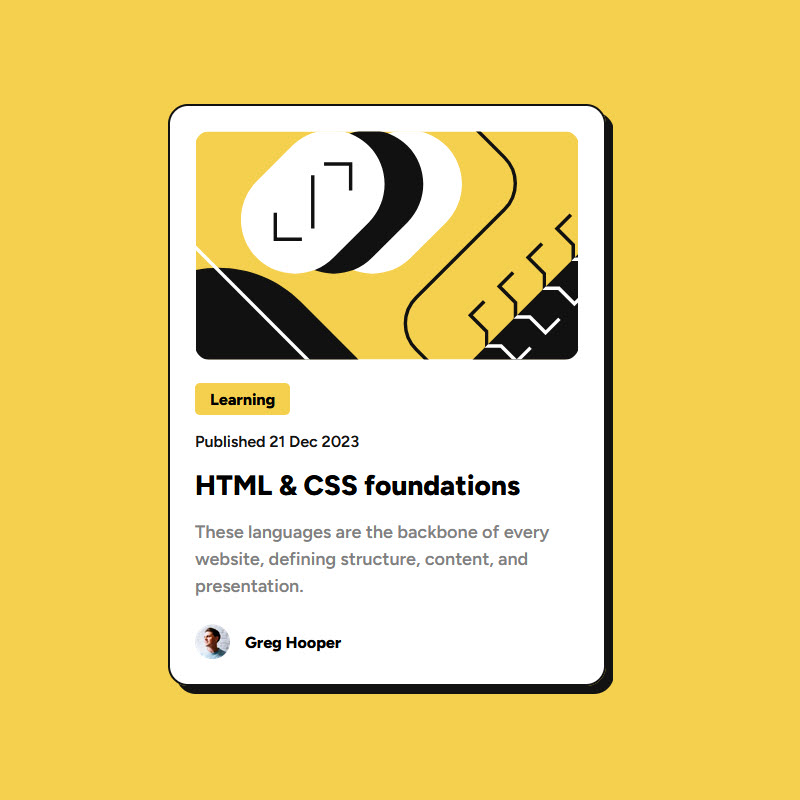 Learning
Published 21 Dec 2023
HTML & CSS foundations
These languages are the backbone of every
website, defining structure, content, and
presentation.
Greg Hooper